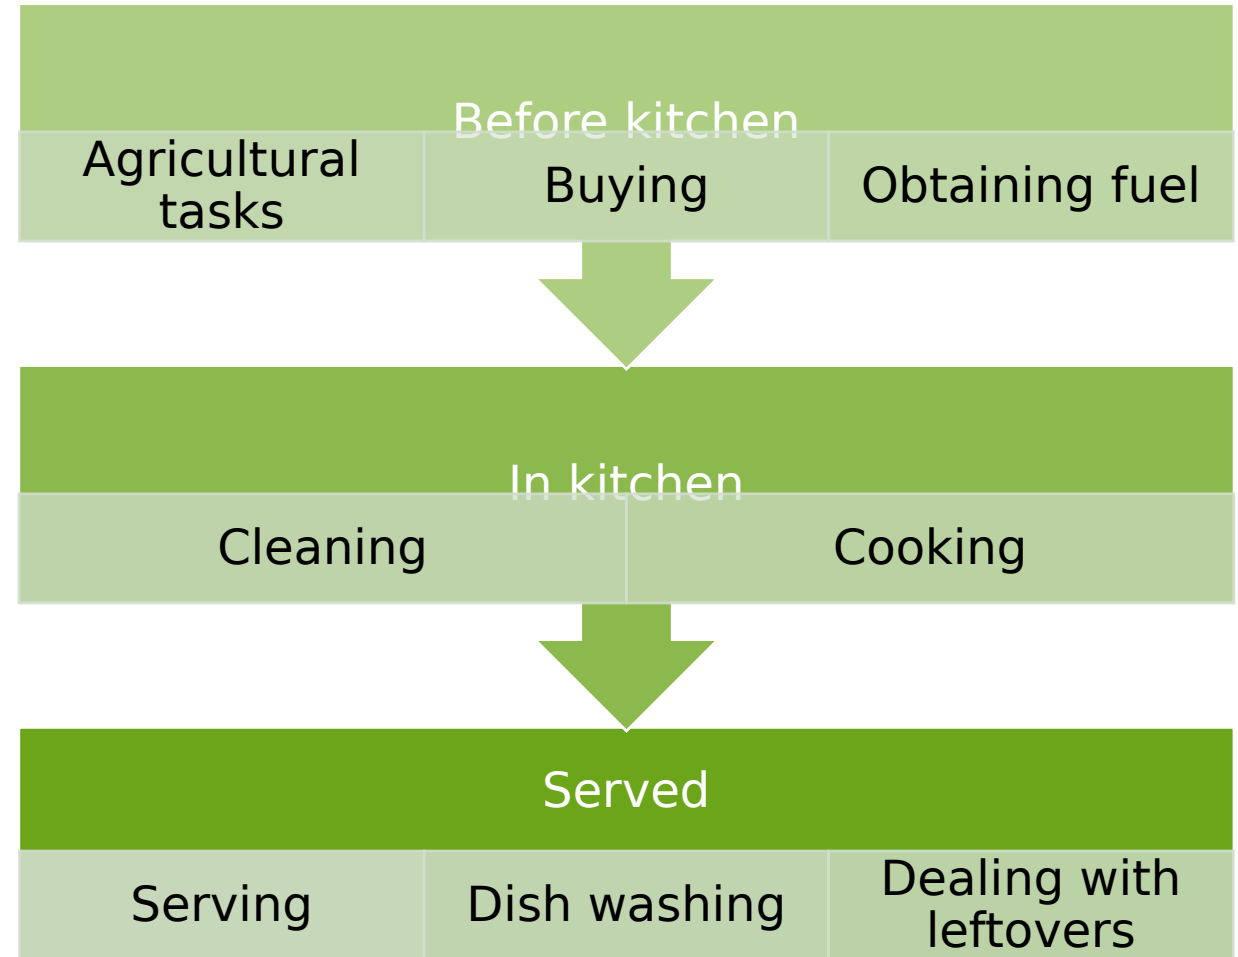 Before kitchen
Agricultural
tasks
Buying
Obtaining fuel
In kitchen
Cleaning
Cooking
Served
Serving
Dish washing
Dealing with
leftovers